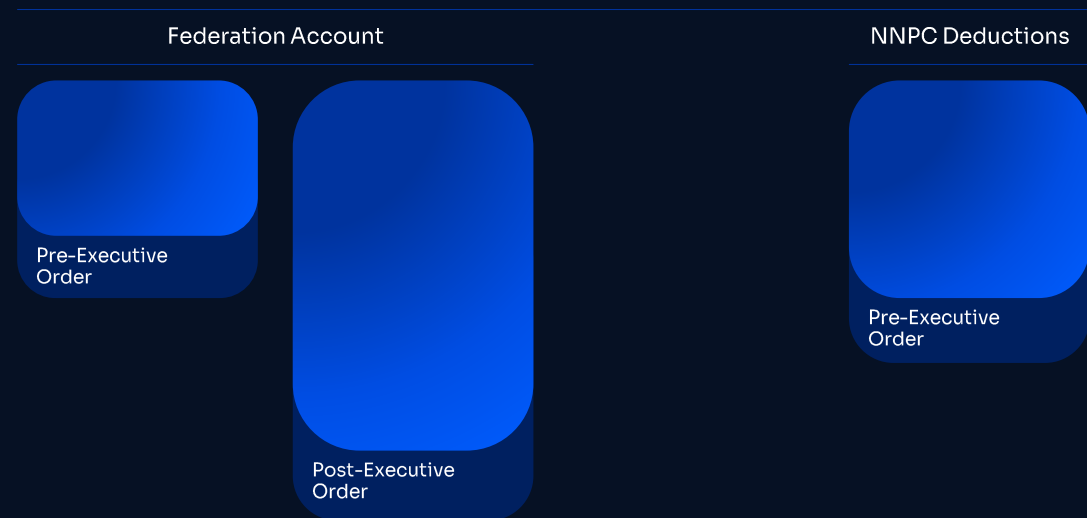 Federation Account
NNPC Deductions
Pre-Executive
Order
Pre-Executive
Order
Post-Executive
Order